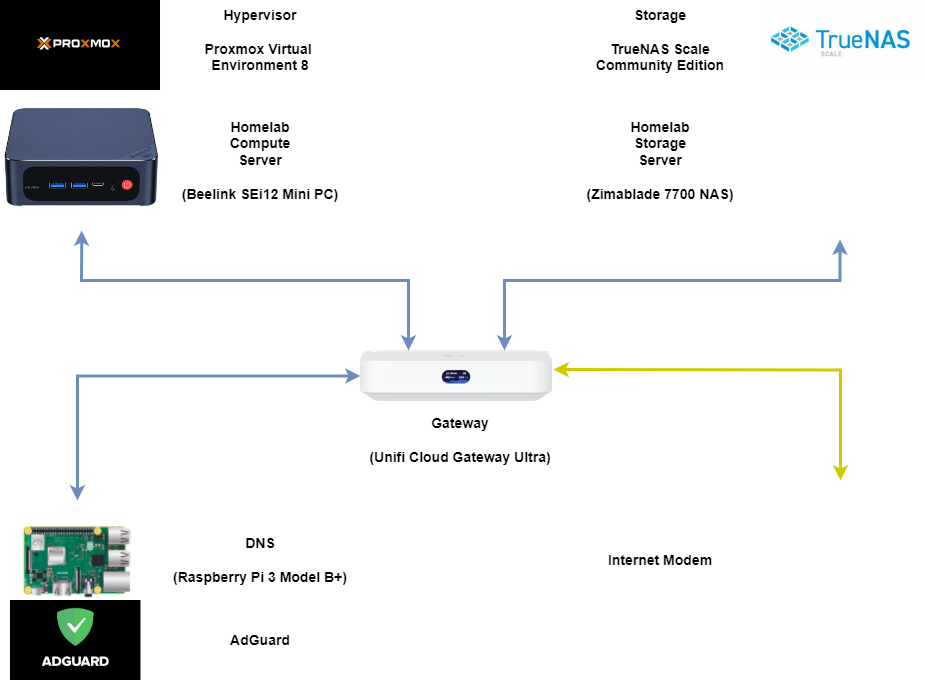 PROXMOX
Hypervisor
Proxmox Virtual
Environment 8
Storage
TrueNAS Scale
Community Edition
TrueNAS
SCALE
Homelab
Compute
Server
(Beelink SEi12 Mini PC)
Homelab
Storage
Server
(Zimablade 7700 NAS)
Gateway
(Unifi Cloud Gateway Ultra)
DNS
(Raspberry Pi 3 Model B+)
Internet Modem
ADGUARD
AdGuard